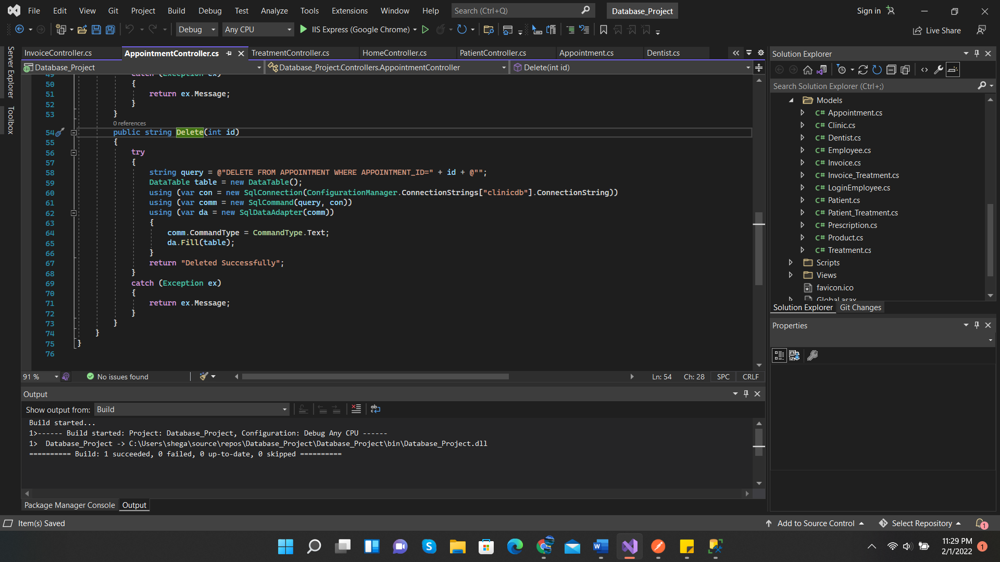 File Edit View Git Project Build Debug Test Analyze Tools Extensions Window Help Search (Ctrl+Q) Database_Project Sign in
Debug Any CPU IIS Express (Google Chrome) Live Share
Server Explorer
Toolbox
InvoiceController.cs AppointmentController.cs TreatmentController.cs HomeController.cs PatientController.cs Appointment.cs Dentist.cs
Database_Project Database_Project.Controllers.AppointmentController Delete(int id)
49 catch (Exception ex)
50 {
51 return ex.Message;
52 }
53 }
0 references
54 public string Delete(int id)
55 {
56 try
57 {
58 string query = @"DELETE FROM APPOINTMENT WHERE APPOINTMENT_ID=" + id + @"";
59 DataTable table = new DataTable();
60 using (var con = new SqlConnection(ConfigurationManager.ConnectionStrings["clinicdb"].ConnectionString))
61 using (var comm = new SqlCommand(query, con))
62 using (var da = new SqlDataAdapter(comm))
63 {
64 comm.CommandType = CommandType.Text;
65 da.Fill(table);
66 }
67 return "Deleted Successfully";
68 }
69 catch (Exception ex)
70 {
71 return ex.Message;
72 }
73 }
74 }
75 }
76
91 % No issues found Ln: 54 Ch: 28 SPC CRLF
Output
Show output from: Build
Build started...
1>------ Build started: Project: Database_Project, Configuration: Debug Any CPU ------
1>  Database_Project -> C:\Users\shega\source\repos\Database_Project\Database_Project\bin\Database_Project.dll
========== Build: 1 succeeded, 0 failed, 0 up-to-date, 0 skipped ==========
Package Manager Console Output
Solution Explorer
Search Solution Explorer (Ctrl+;)
Models
C# Appointment.cs
C# Clinic.cs
C# Dentist.cs
C# Employee.cs
C# Invoice.cs
C# Invoice_Treatment.cs
C# LoginEmployee.cs
C# Patient.cs
C# Patient_Treatment.cs
C# Prescription.cs
C# Product.cs
C# Treatment.cs
Scripts
Views
favicon.ico
Global.asax
Solution Explorer Git Changes
Properties
Item(s) Saved Add to Source Control Select Repository 1
11:29 PM
2/1/2022 1